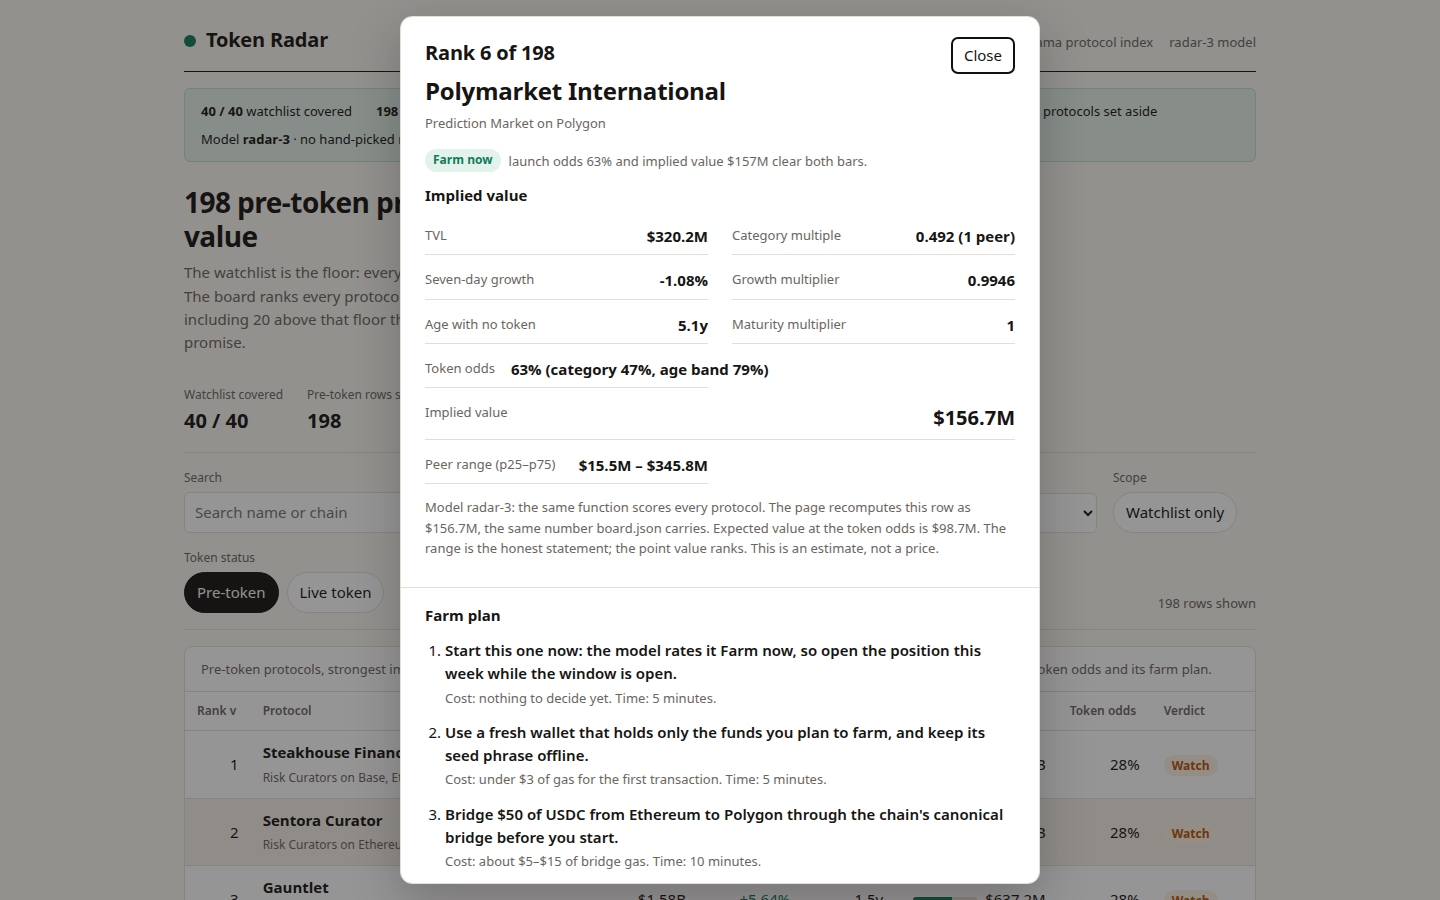 Token Radar
ama protocol index radar-3 model
40 / 40 watchlist covered 198
protocols set aside
Model radar-3 · no hand-picked
198 pre-token
value
The watchlist is the floor: every
The board ranks every protoco
including 20 above that floor
promise.
Watchlist covered Pre-token rows
40 / 40 198
Search
Search name or chain
Scope
Watchlist only
Token status
Pre-token Live token
198 rows shown
Pre-token protocols, strongest
oken odds and its farm plan.
Rank v Protocol Token odds Verdict
1 Steakhouse Financ 28% Watch
Risk Curators on Base,
2 Sentora Curator 28% Watch
Risk Curators on Ethereu
3 Gauntlet $1.58B +5.64% 1.5y $637.2M 28% Watch
Rank 6 of 198
Close
Polymarket International
Prediction Market on Polygon
Farm now launch odds 63% and implied value $157M clear both bars.
Implied value
TVL $320.2M Category multiple 0.492 (1 peer)
Seven-day growth -1.08% Growth multiplier 0.9946
Age with no token 5.1y Maturity multiplier 1
Token odds 63% (category 47%, age band 79%)
Implied value $156.7M
Peer range (p25–p75) $15.5M – $345.8M
Model radar-3: the same function scores every protocol. The page recomputes this row as
$156.7M, the same number board.json carries. Expected value at the token odds is $98.7M. The
range is the honest statement; the point value ranks. This is an estimate, not a price.
Farm plan
1. Start this one now: the model rates it Farm now, so open the position this
week while the window is open.
Cost: nothing to decide yet. Time: 5 minutes.
2. Use a fresh wallet that holds only the funds you plan to farm, and keep its
seed phrase offline.
Cost: under $3 of gas for the first transaction. Time: 5 minutes.
3. Bridge $50 of USDC from Ethereum to Polygon through the chain's canonical
bridge before you start.
Cost: about $5–$15 of bridge gas. Time: 10 minutes.